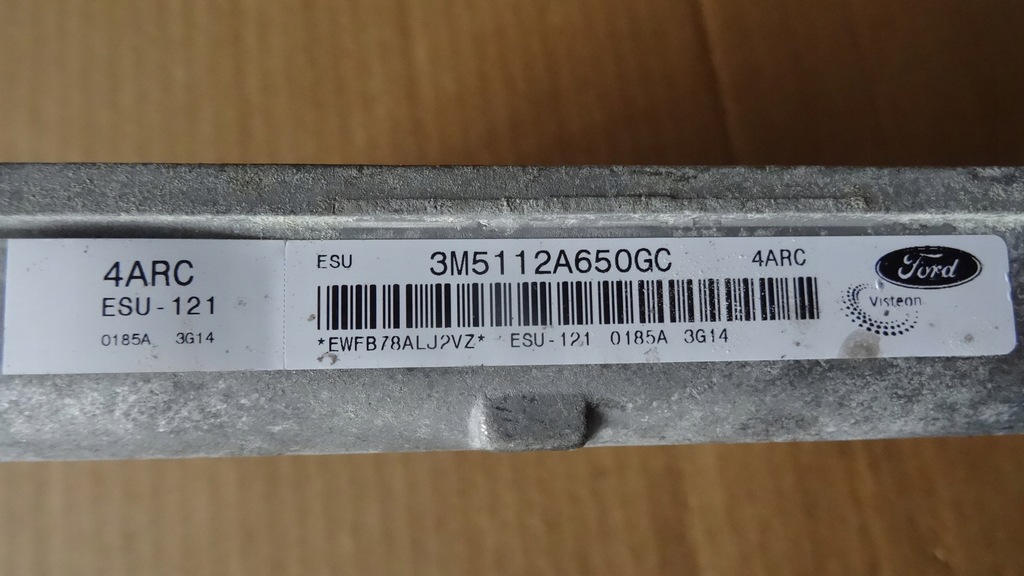 4ARC
ESU-121
0185A 3G14
ESU 3M5112A650GC 4ARC
*EWFB78ALJ2VZ* ESU-121 0185A 3G14
Ford
Visteon